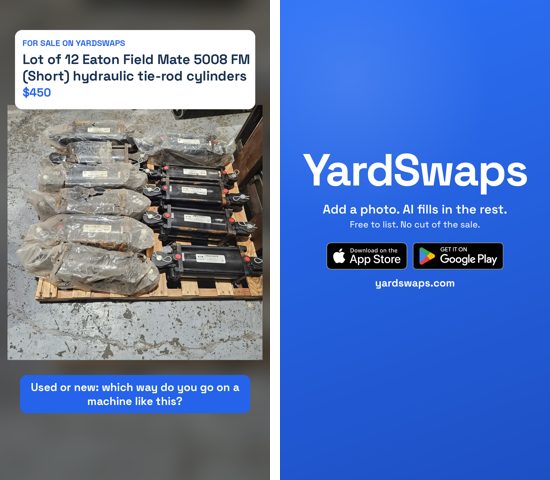 FOR SALE ON YARDSWAPS
Lot of 12 Eaton Field Mate 5008 FM
(Short) hydraulic tie-rod cylinders
$450
Used or new: which way do you go on a
machine like this?
YardSwaps
Add a photo. AI fills in the rest.
Free to list. No cut of the sale.
Download on the
App Store
GET IT ON
Google Play
yardswaps.com